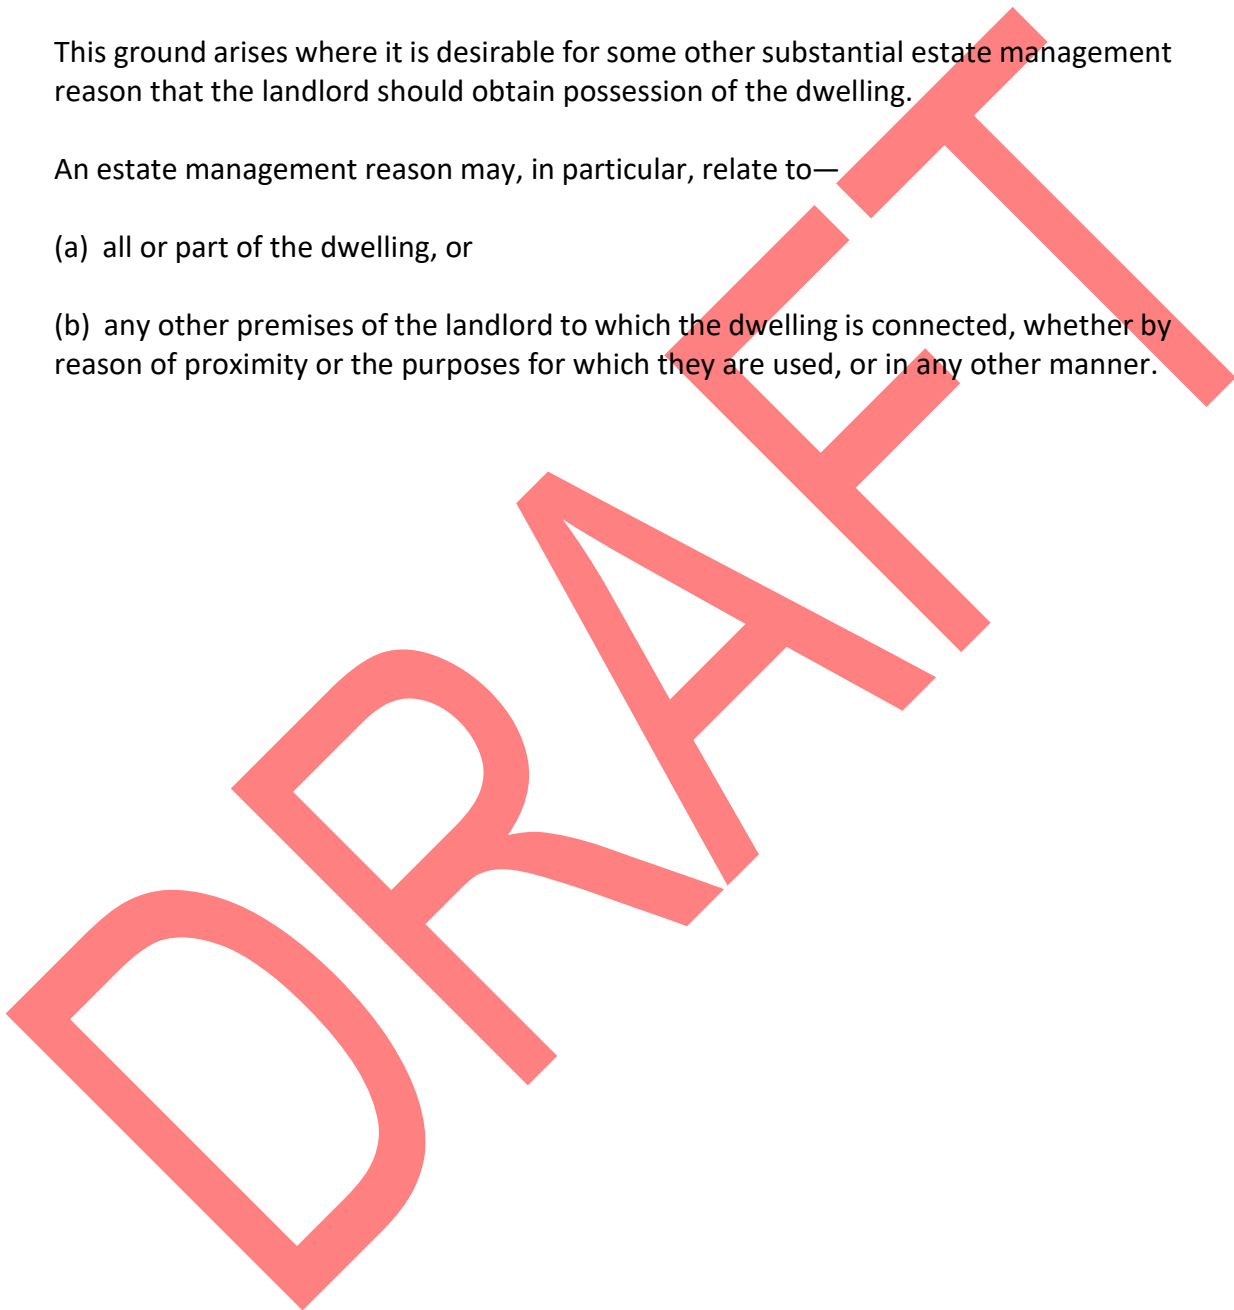 This ground arises where it is desirable for some other substantial estate management
reason that the landlord should obtain possession of the dwelling.
An estate management reason may, in particular, relate to—
(a) all or part of the dwelling, or
(b) any other premises of the landlord to which the dwelling is connected, whether by
reason of proximity or the purposes for which they are used, or in any other manner.
DRAFT